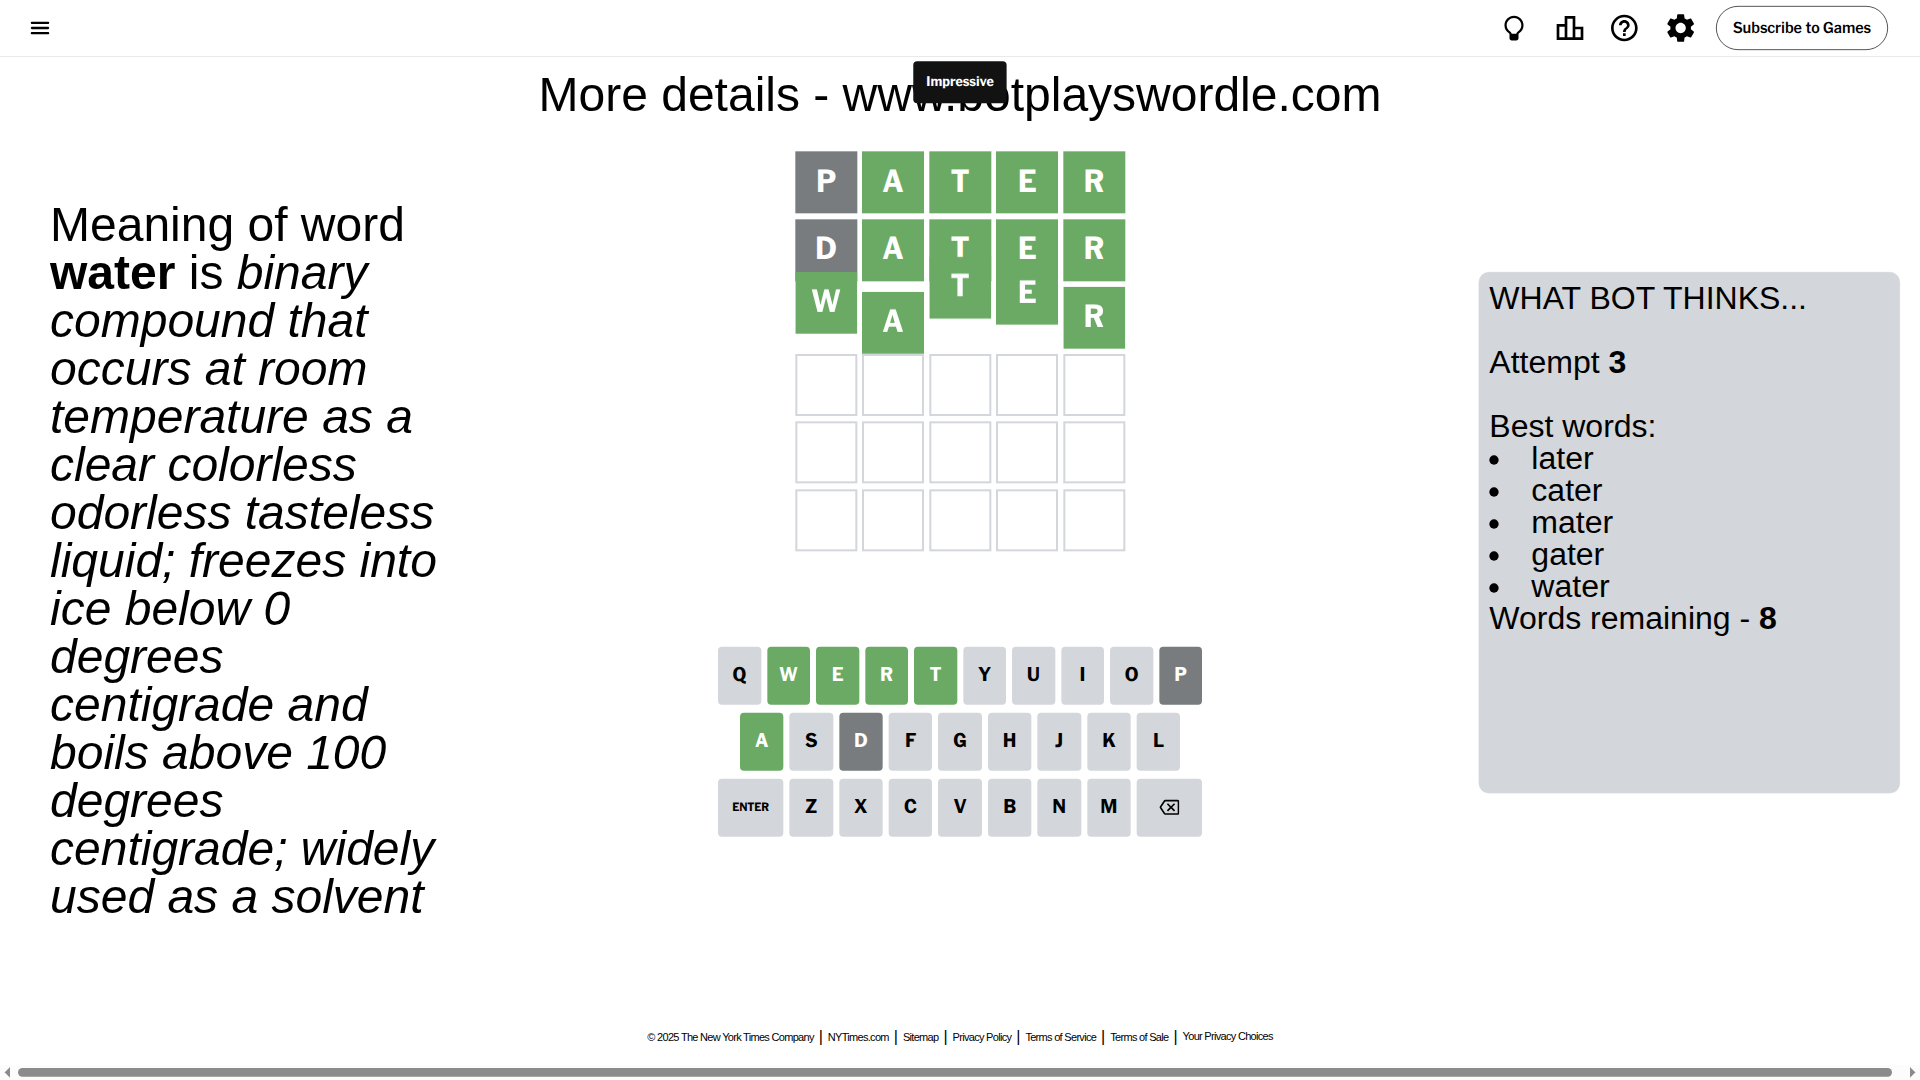 Subscribe to Games
Impressive
More details - www.botplayswordle.com
P A T E R
D A T E R
W A T E R
Meaning of word
water is binary
compound that
occurs at room
temperature as a
clear colorless
odorless tasteless
liquid; freezes into
ice below 0
degrees
centigrade and
boils above 100
degrees
centigrade; widely
used as a solvent
WHAT BOT THINKS...
Attempt 3
Best words:
later
cater
mater
gater
water
Words remaining - 8
Q W E R T Y U I O P
A S D F G H J K L
ENTER Z X C V B N M
© 2025 The New York Times Company | NYTimes.com | Sitemap | Privacy Policy | Terms of Service | Terms of Sale | Your Privacy Choices